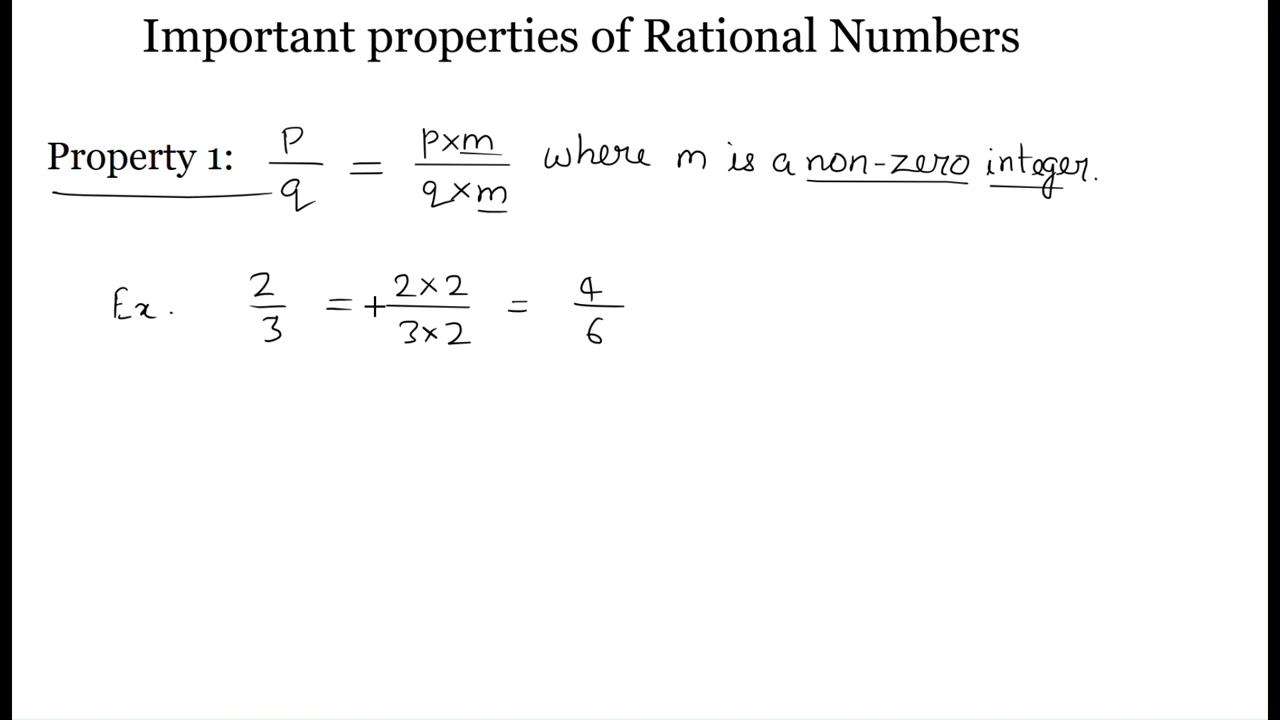 Important properties of Rational Numbers
Property 1: p/q = p×m/q×m where m is a non-zero integer.
Ex. 2/3 = +2×2/3×2 = 4/6